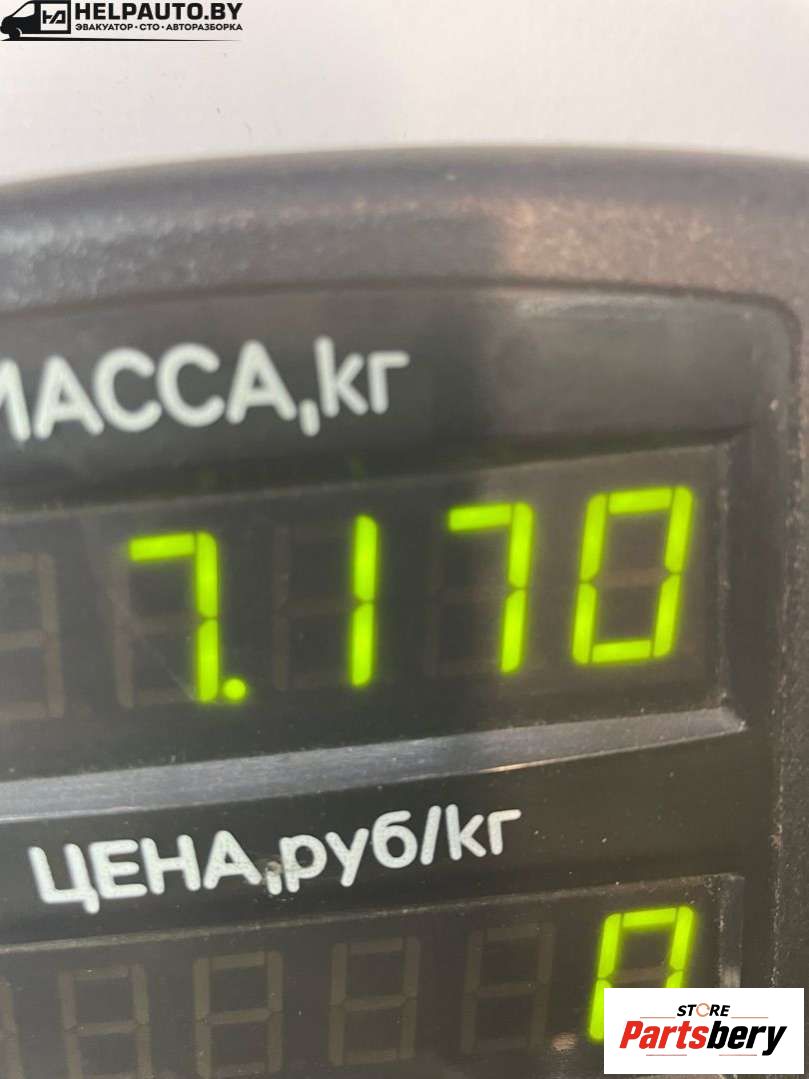 HELPAUTO.BY
ЭВАКУАТОР•СТО•АВТОРАЗБОРКА
МАССА,кг
7.170
ЦЕНА,руб/кг
0
STORE
Partsbery